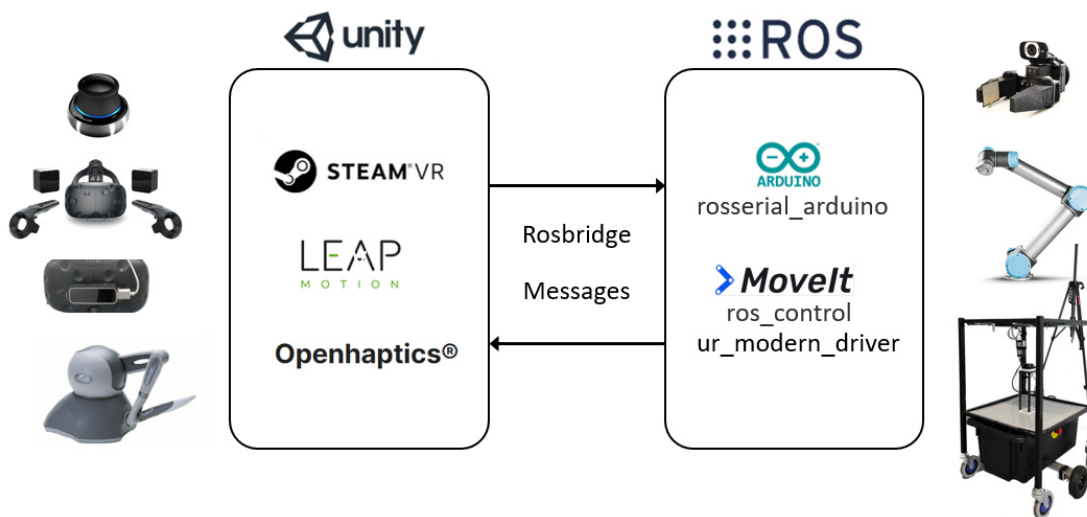 unity
ROS
STEAM®VR
LEAP
MOTION
Openhaptics®
Rosbridge
Messages
ARDUINO
rosserial_arduino
MoveIt
ros_control
ur_modern_driver